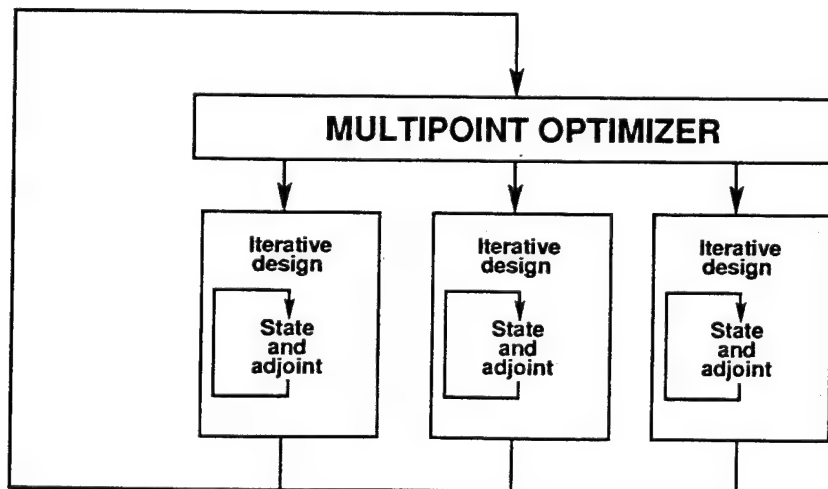 MULTIPOINT OPTIMIZER
Iterative
design
State
and
adjoint
Iterative
design
State
and
adjoint
Iterative
design
State
and
adjoint